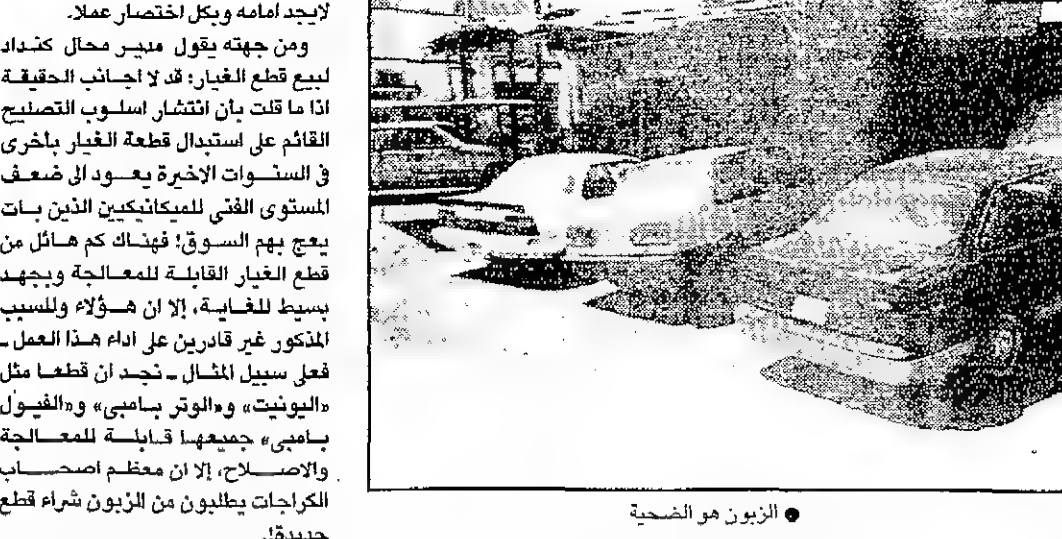 لايجد امامه وبكل اختصار عملا.
ومن جهته يقول مدير محال كنداد
لبيع قطع الغيار: قد لا اجانب الحقيقة
اذا ما قلت بأن انتشار اسلوب التصليح
القائم على استبدال قطعة الغيار بأخرى
في السنوات الاخيرة يعود الى ضعف
المستوى الفني للميكانيكيين الذين بات
يعج بهم السوق؛ فهناك كم هائل من
قطع الغيار القابلة للمعالجة وبجهد
بسيط للغاية، إلا ان هؤلاء وللسبب
المذكور غير قادرين على اداء هذا العمل ـ
فعلى سبيل المثال ـ نجد ان قطعا مثل
«اليونيت» و«الوتر بامبى» و«الفيول
بامبى» جميعها قابلة للمعالجة
والاصلاح، إلا ان معظم اصحاب
الكراجات يطلبون من الزبون شراء قطع
جديدة!.
● الزبون هو الضحية